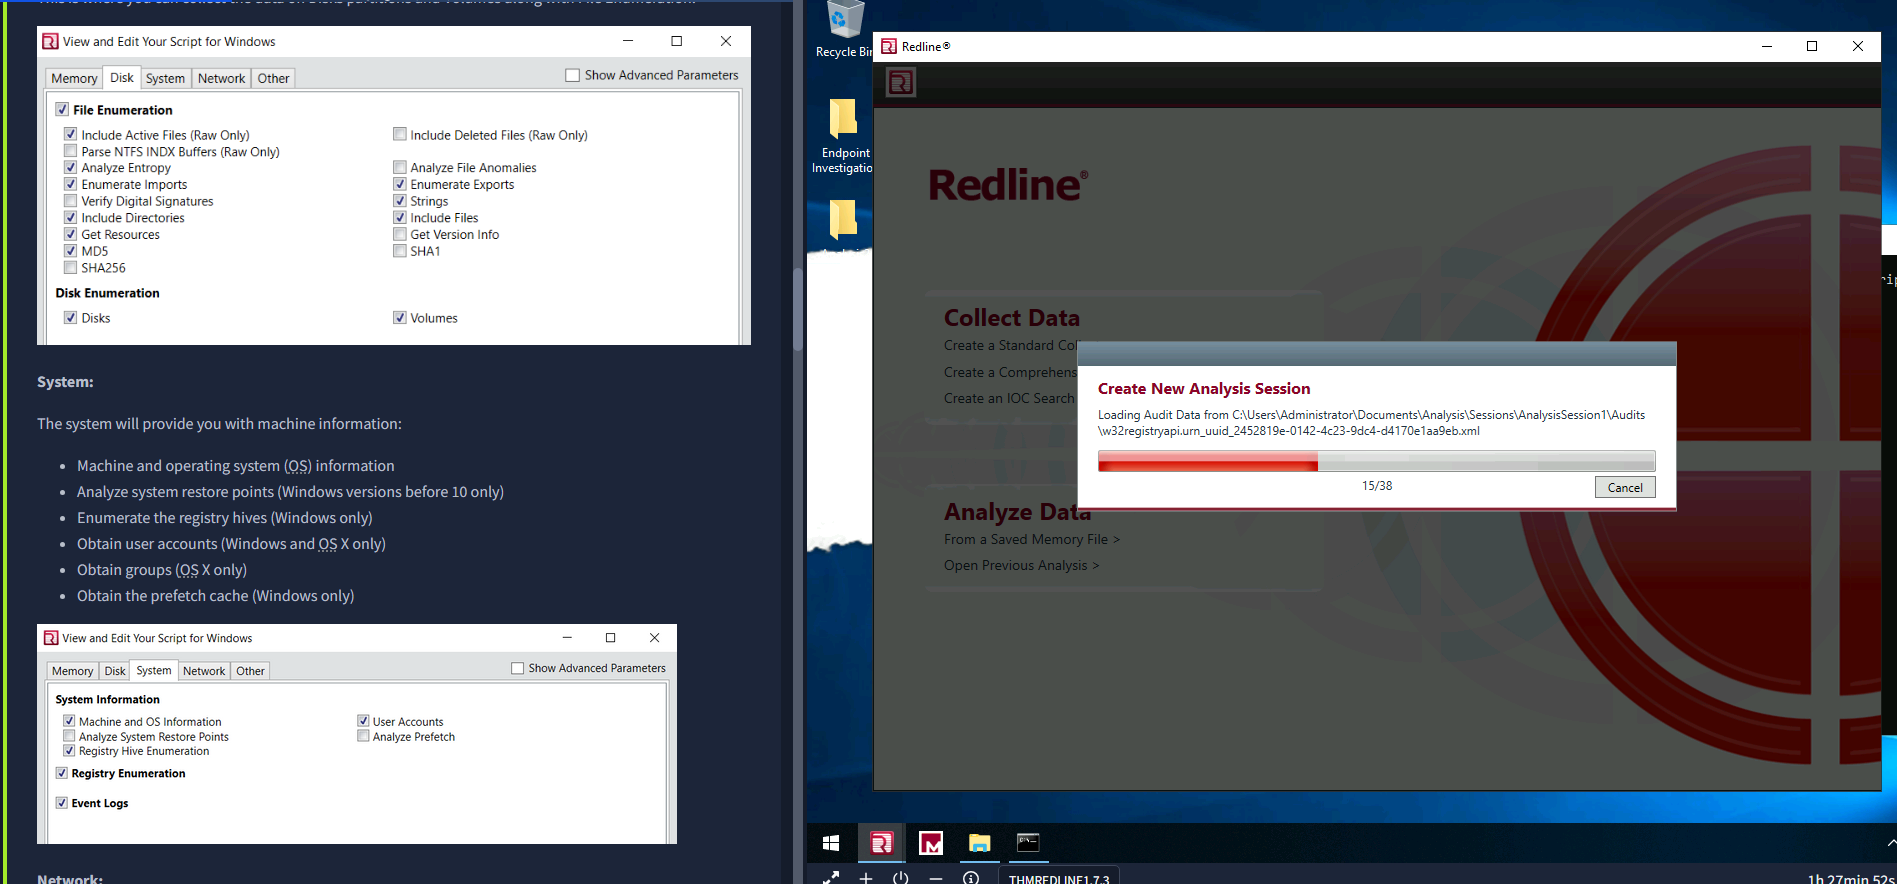 View and Edit Your Script for Windows
Memory Disk System Network Other
Show Advanced Parameters
File Enumeration
Include Active Files (Raw Only)
Include Deleted Files (Raw Only)
Parse NTFS INDX Buffers (Raw Only)
Analyze Entropy
Analyze File Anomalies
Enumerate Imports
Enumerate Exports
Verify Digital Signatures
Strings
Include Directories
Include Files
Get Resources
Get Version Info
MD5
SHA1
SHA256
Disk Enumeration
Disks
Volumes
System:
The system will provide you with machine information:
• Machine and operating system (OS) information
• Analyze system restore points (Windows versions before 10 only)
• Enumerate the registry hives (Windows only)
• Obtain user accounts (Windows and OS X only)
• Obtain groups (OS X only)
• Obtain the prefetch cache (Windows only)
View and Edit Your Script for Windows
Memory Disk System Network Other
Show Advanced Parameters
System Information
Machine and OS Information
User Accounts
Analyze System Restore Points
Analyze Prefetch
Registry Hive Enumeration
Registry Enumeration
Event Logs
Network:
Recycle Bin
Endpoint
Investigatio
Redline®
Redline®
Collect Data
Create a Standard Co
Create a Comprehens
Create an IOC Search
Create New Analysis Session
Loading Audit Data from C:\Users\Administrator\Documents\Analysis\Sessions\AnalysisSession1\Audits
\w32registryapi.urn_uuid_2452819e-0142-4c23-9dc4-d4170e1aa9eb.xml
15/38
Cancel
Analyze Data
From a Saved Memory File >
Open Previous Analysis >
THMREDLINE1.7.3
1h 27min 52s